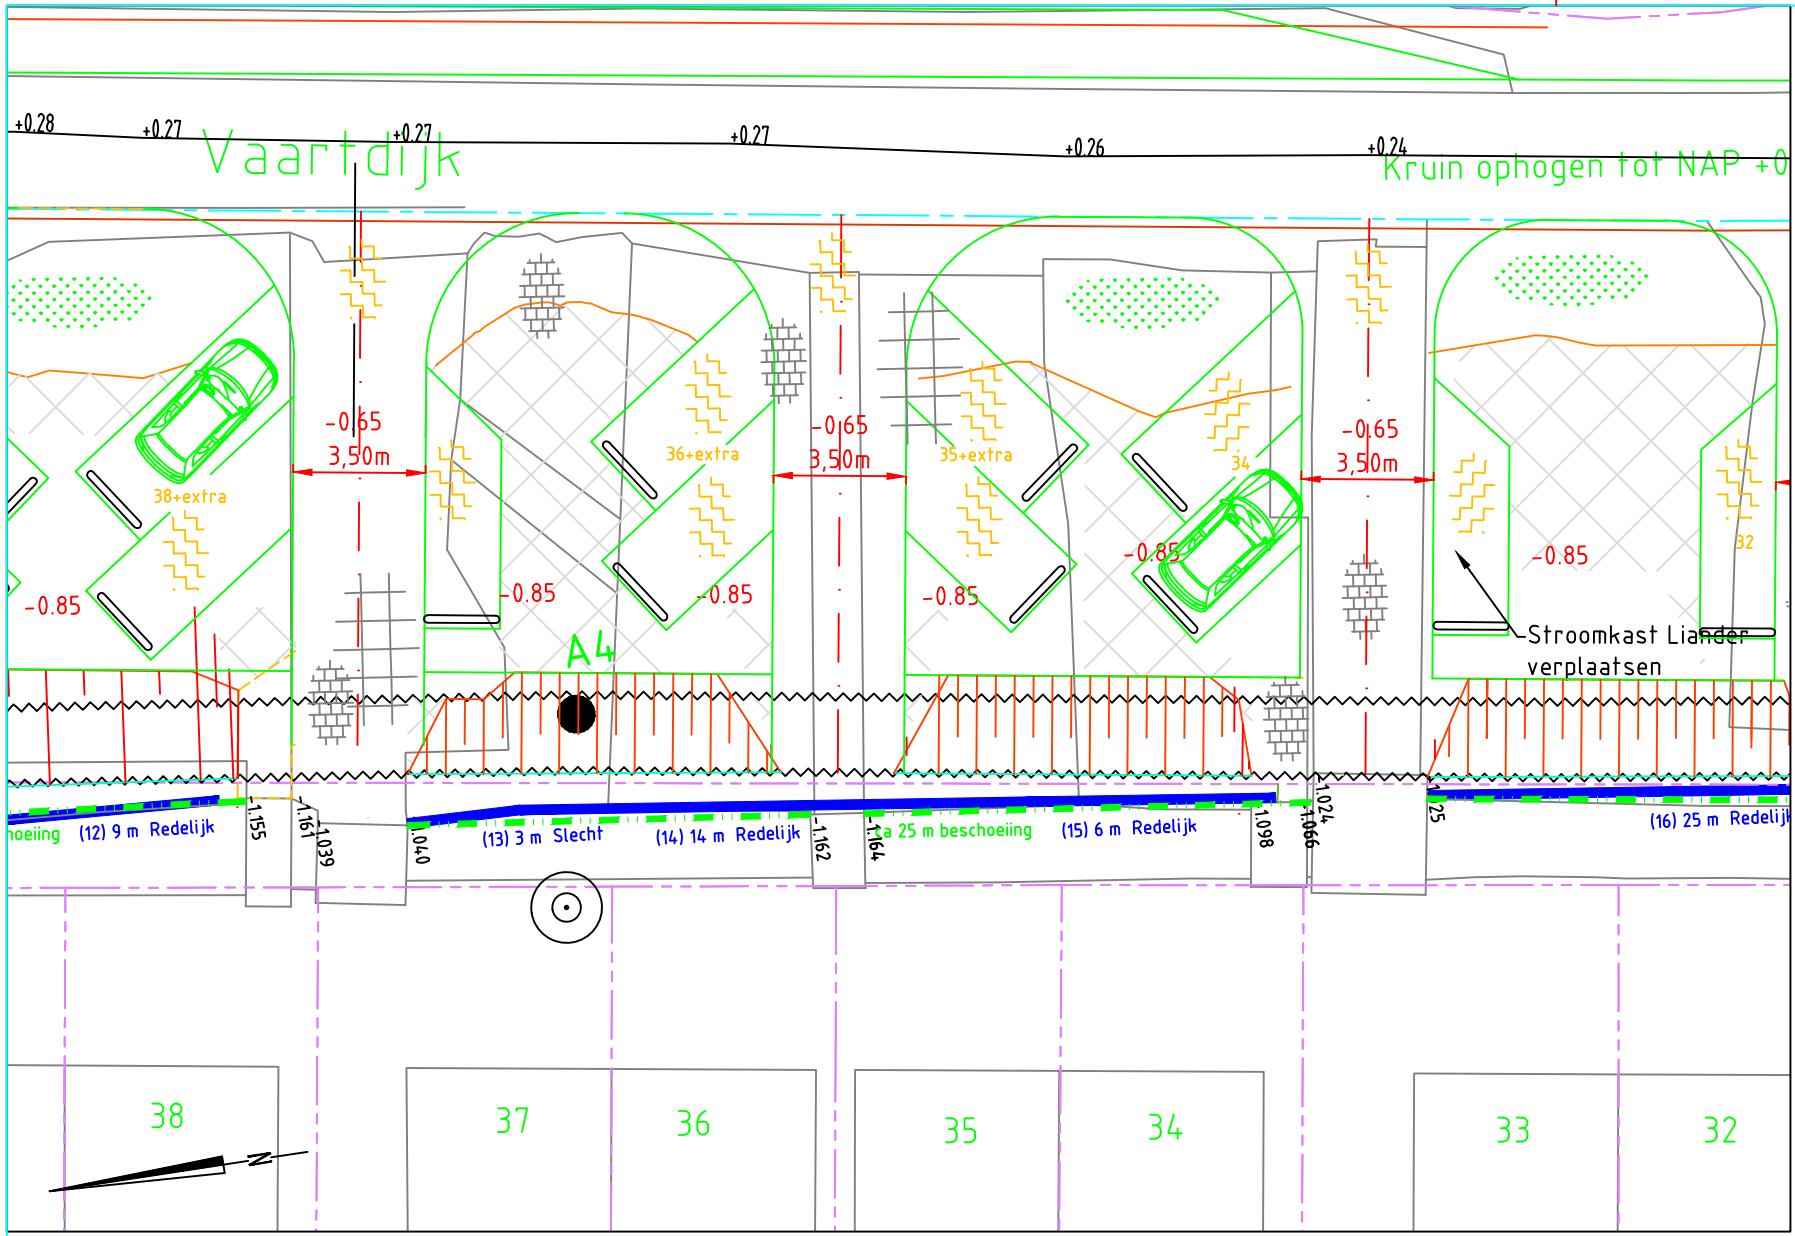 +0.28
+0.27
+0.27
+0.27
+0.26
+0.24
Vaartdijk
Kruin ophogen tot NAP +0
-0.65
3,50m
-0.65
3,50m
-0.65
3,50m
38+extra
36+extra
35+extra
34
32
-0.85
-0.85
-0.85
-0.85
-0.85
-0.85
A4
Stroomkast Liander
verplaatsen
hoeiing
(12) 9 m Redelijk
-1.155
-1.161
-1.039
1.040
(13) 3 m Slecht
(14) 14 m Redelijk
-1.162
-1.164
ca 25 m beschoeiing
(15) 6 m Redelijk
1.098
1.066
-1.024
(16) 25 m Redelijk
38
37
36
35
34
33
32
N